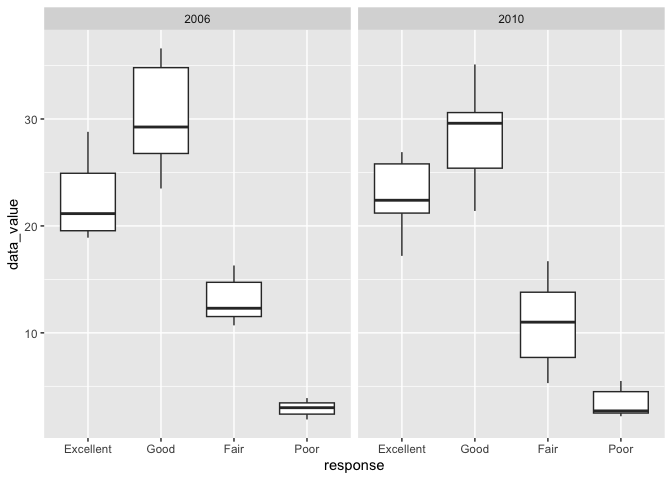 2006 2010
data_value
30
20
10
Excellent Good Fair Poor Excellent Good Fair Poor
response